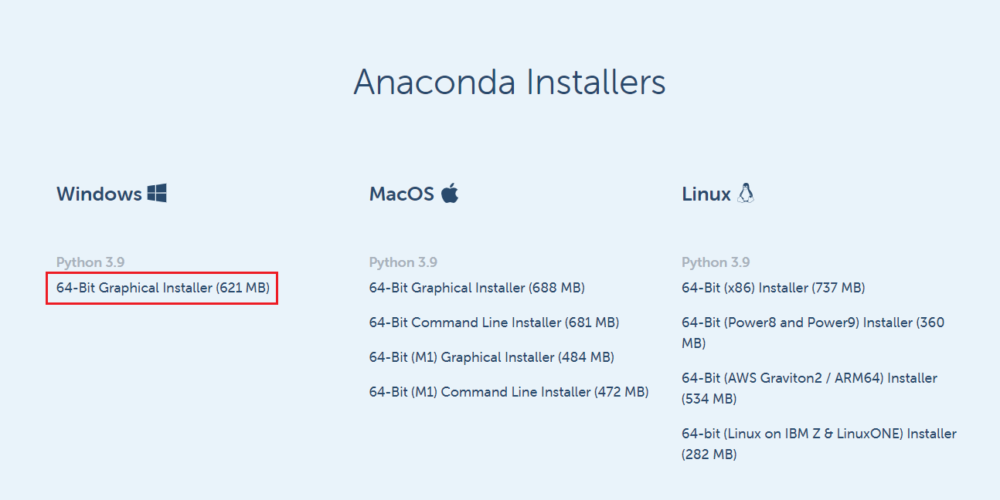 Anaconda Installers
Windows
Python 3.9
64-Bit Graphical Installer (621 MB)
MacOS
Python 3.9
64-Bit Graphical Installer (688 MB)
64-Bit Command Line Installer (681 MB)
64-Bit (M1) Graphical Installer (484 MB)
64-Bit (M1) Command Line Installer (472 MB)
Linux
Python 3.9
64-Bit (x86) Installer (737 MB)
64-Bit (Power8 and Power9) Installer (360
MB)
64-Bit (AWS Graviton2 / ARM64) Installer
(534 MB)
64-bit (Linux on IBM Z & LinuxONE) Installer
(282 MB)